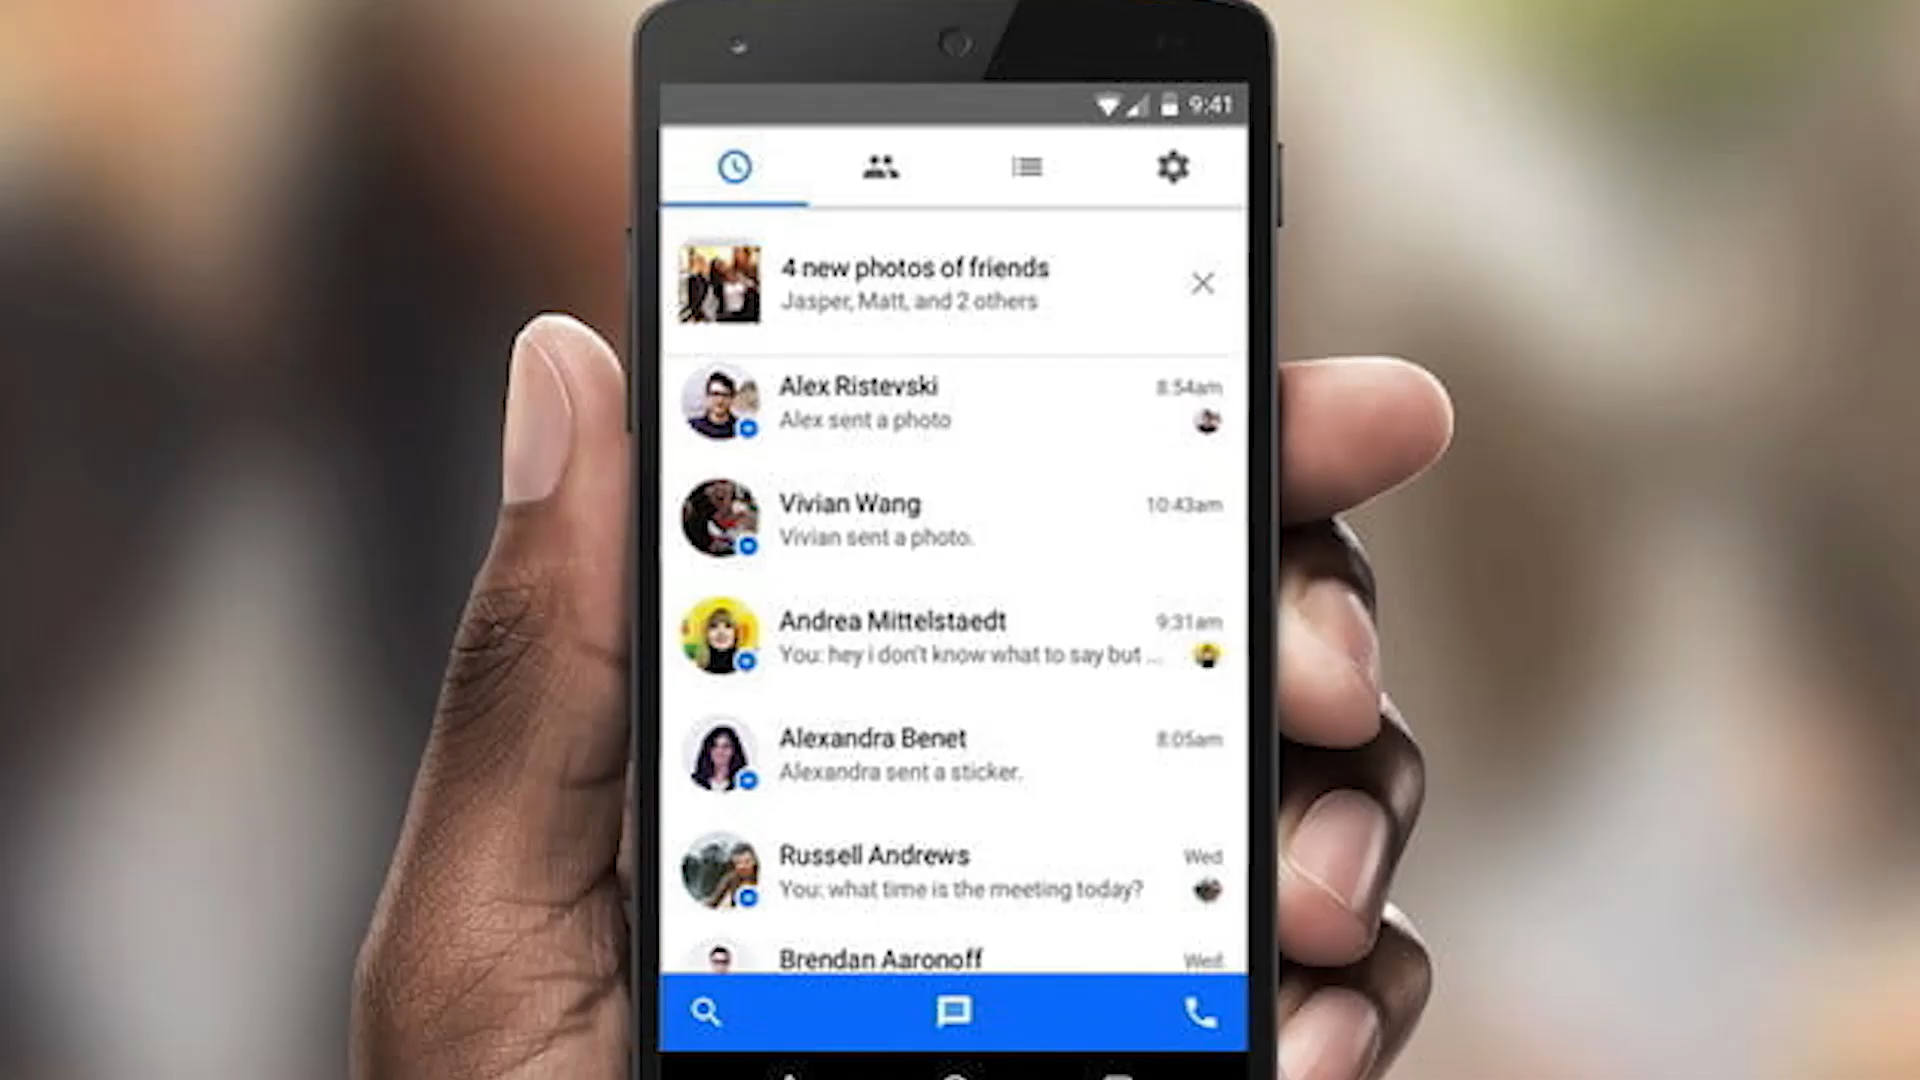 9:41
4 new photos of friends
Jasper, Matt, and 2 others
Alex Ristevski
8:54am
Alex sent a photo
Vivian Wang
10:43am
Vivian sent a photo.
Andrea Mittelstaedt
9:31am
You: hey i don't know what to say but ...
Alexandra Benet
8:05am
Alexandra sent a sticker.
Russell Andrews
Wed
You: what time is the meeting today?
Brendan Aaronoff
Wed